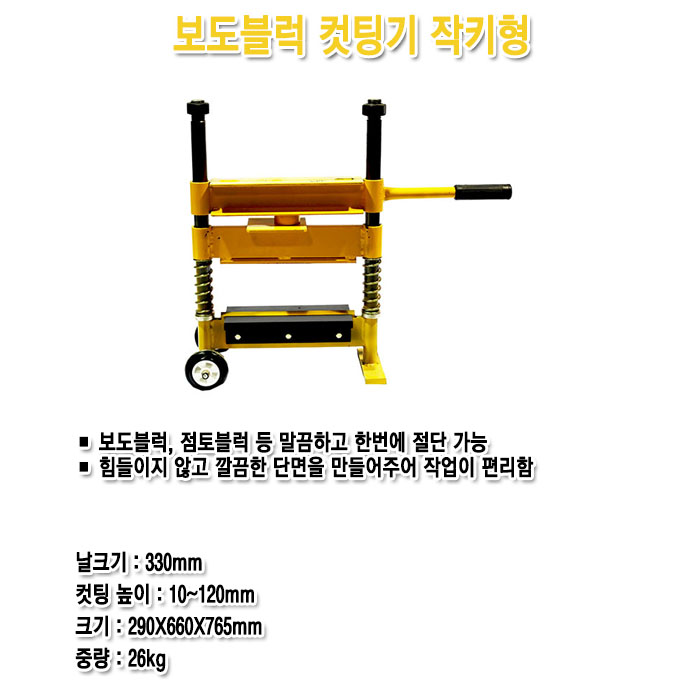 보도블럭 컷팅기 작키형
■ 보도블럭, 점토블럭 등 말끔하고 한번에 절단 가능
■ 힘들이지 않고 깔끔한 단면을 만들어주어 작업이 편리함
날크기 : 330mm
컷팅 높이 : 10~120mm
크기 : 290X660X765mm
중량 : 26kg